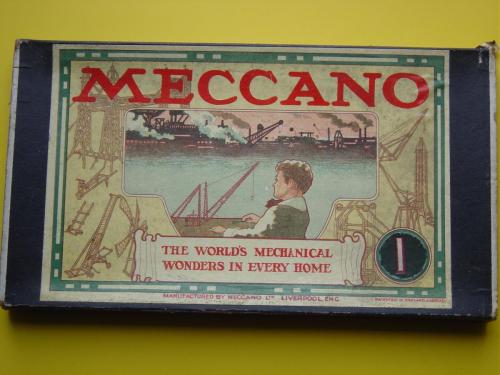 MECCANO
THE WORLD'S MECHANICAL
WONDERS IN EVERY HOME
1
MANUFACTURED BY MECCANO LTD LIVERPOOL, ENG